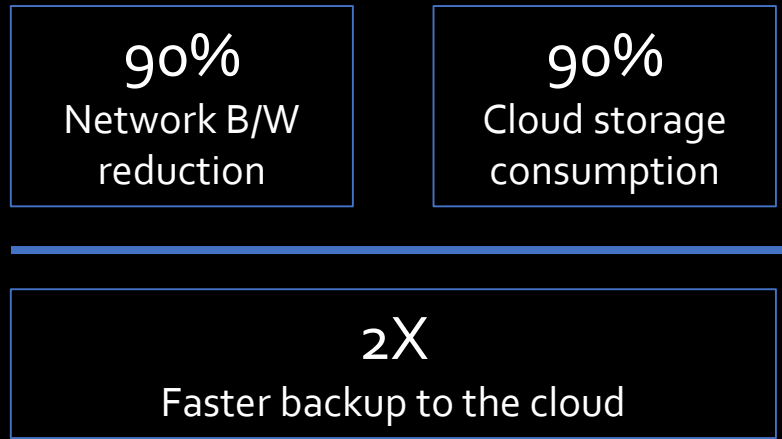 90%
Network B/W
reduction
90%
Cloud storage
consumption
2X
Faster backup to the cloud